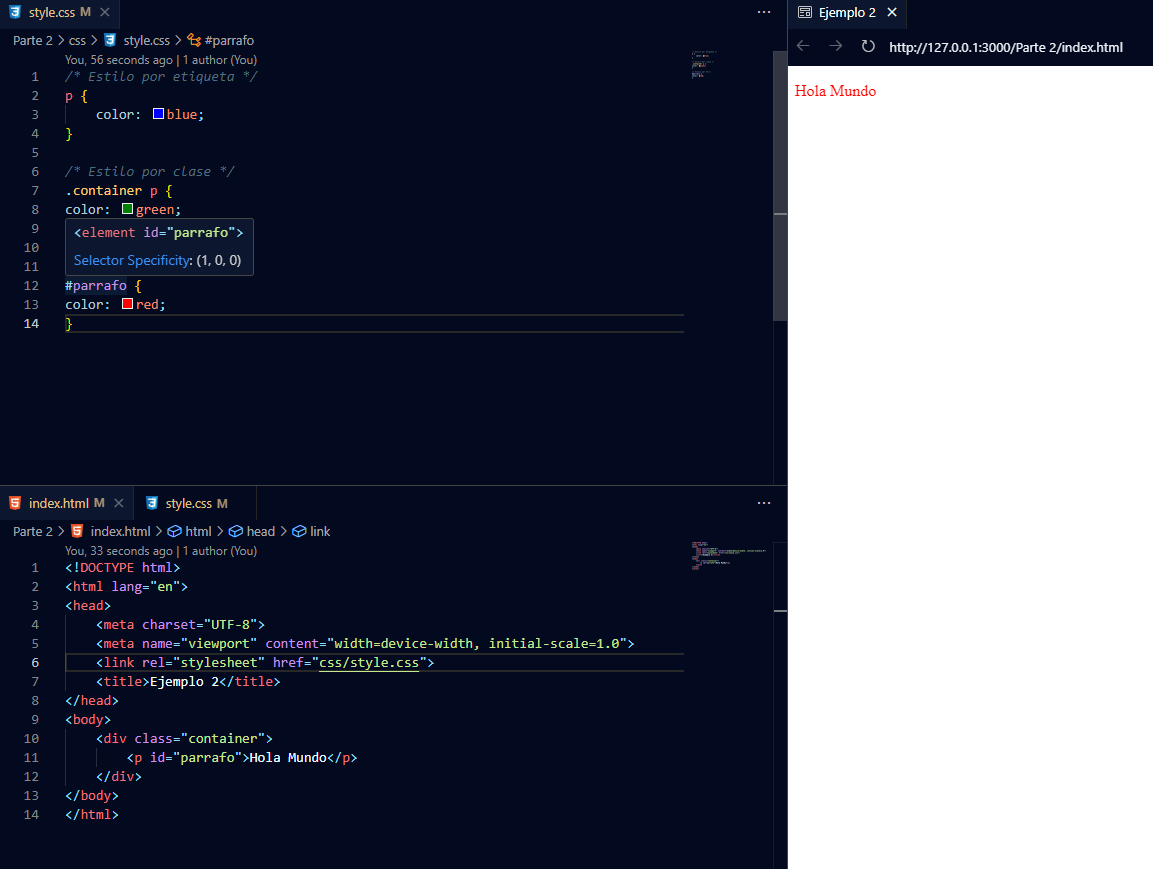 style.css M
Parte 2 > css > style.css > #parrafo
You, 56 seconds ago | 1 author (You)
1 /* Estilo por etiqueta */
2 p {
3 color: blue;
4 }
5
6 /* Estilo por clase */
7 .container p {
8 color: green;
9 <element id="parrafo">
10
11 Selector Specificity: (1, 0, 0)
12 #parrafo {
13 color: red;
14 }
index.html M style.css M
Parte 2 > index.html > html > head > link
You, 33 seconds ago | 1 author (You)
1 <!DOCTYPE html>
2 <html lang="en">
3 <head>
4 <meta charset="UTF-8">
5 <meta name="viewport" content="width=device-width, initial-scale=1.0">
6 <link rel="stylesheet" href="css/style.css">
7 <title>Ejemplo 2</title>
8 </head>
9 <body>
10 <div class="container">
11 <p id="parrafo">Hola Mundo</p>
12 </div>
13 </body>
14 </html>
Ejemplo 2
http://127.0.0.1:3000/Parte 2/index.html
Hola Mundo